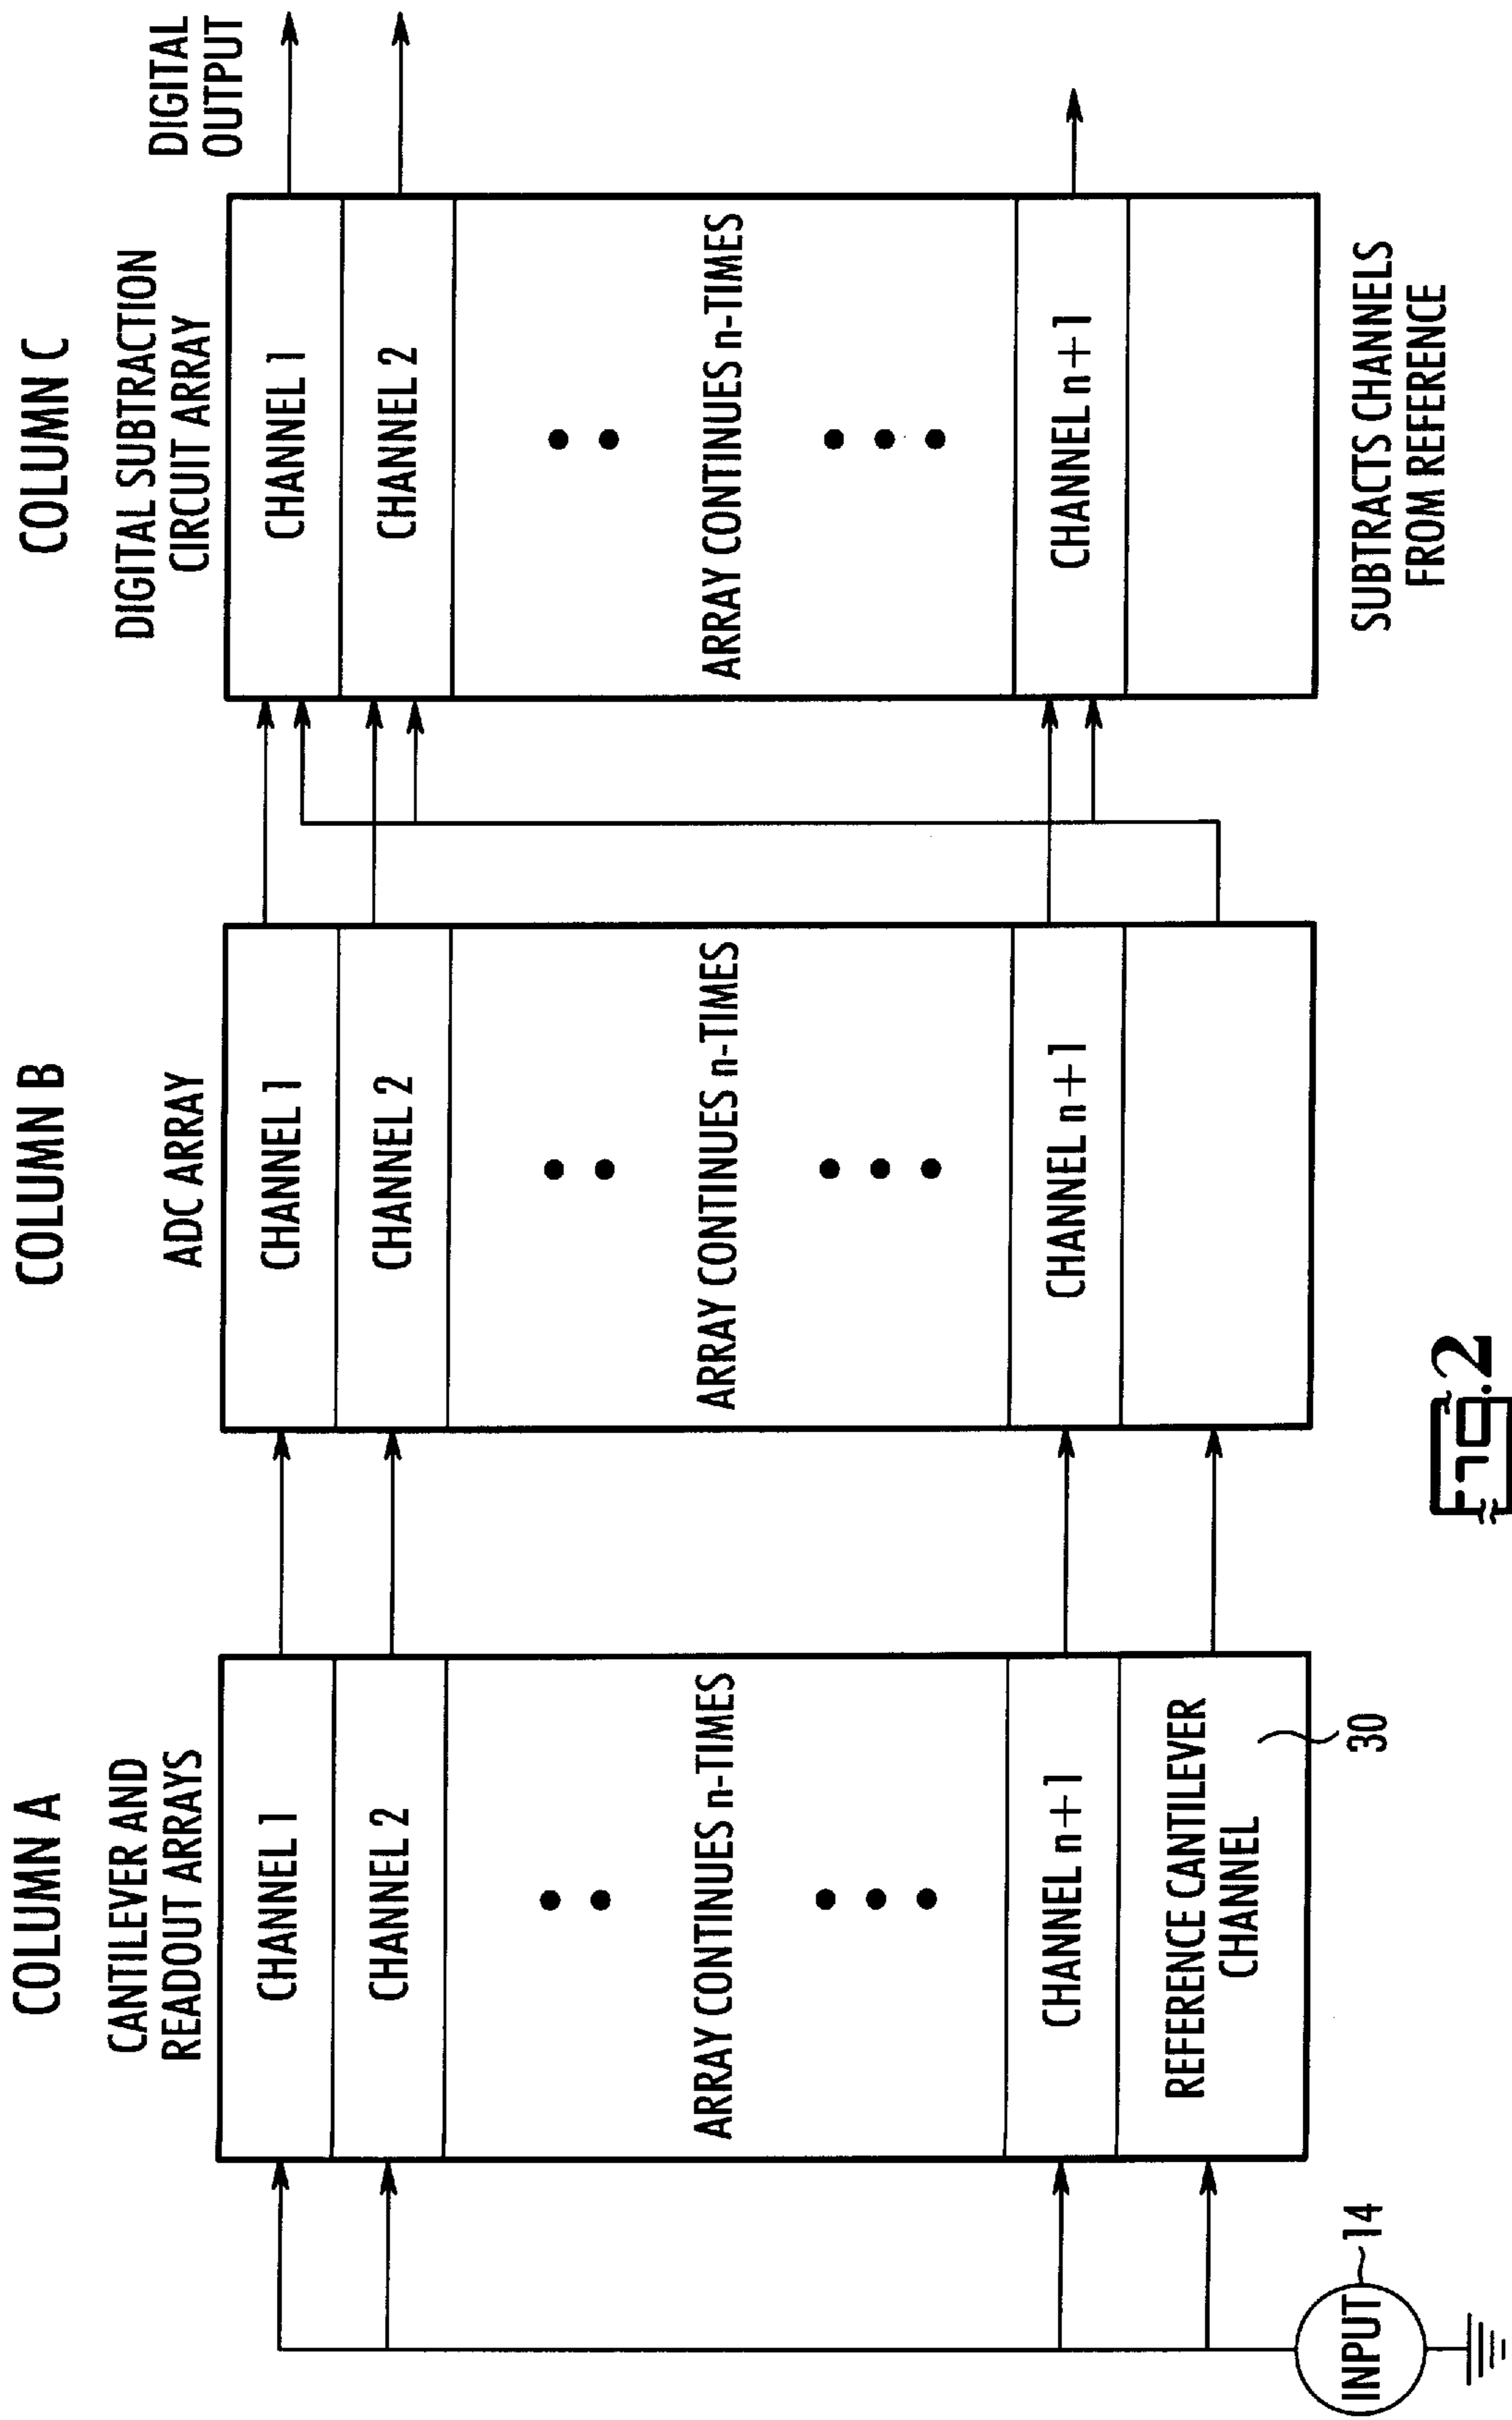 COLUMN A
CANTILEVER AND
READOUT ARRAYS
CHANNEL 1
CHANNEL 2
ARRAY CONTINUES n-TIMES
CHANNEL n+1
REFERENCE CANTILEVER
CHANNEL
30
INPUT
14
COLUMN B
ADC ARRAY
CHANNEL 1
CHANNEL 2
ARRAY CONTINUES n-TIMES
CHANNEL n+1
COLUMN C
DIGITAL SUBTRACTION
CIRCUIT ARRAY
CHANNEL 1
CHANNEL 2
ARRAY CONTINUES n-TIMES
CHANNEL n+1
SUBTRACTS CHANNELS
FROM REFERENCE
DIGITAL
OUTPUT
Fig.2